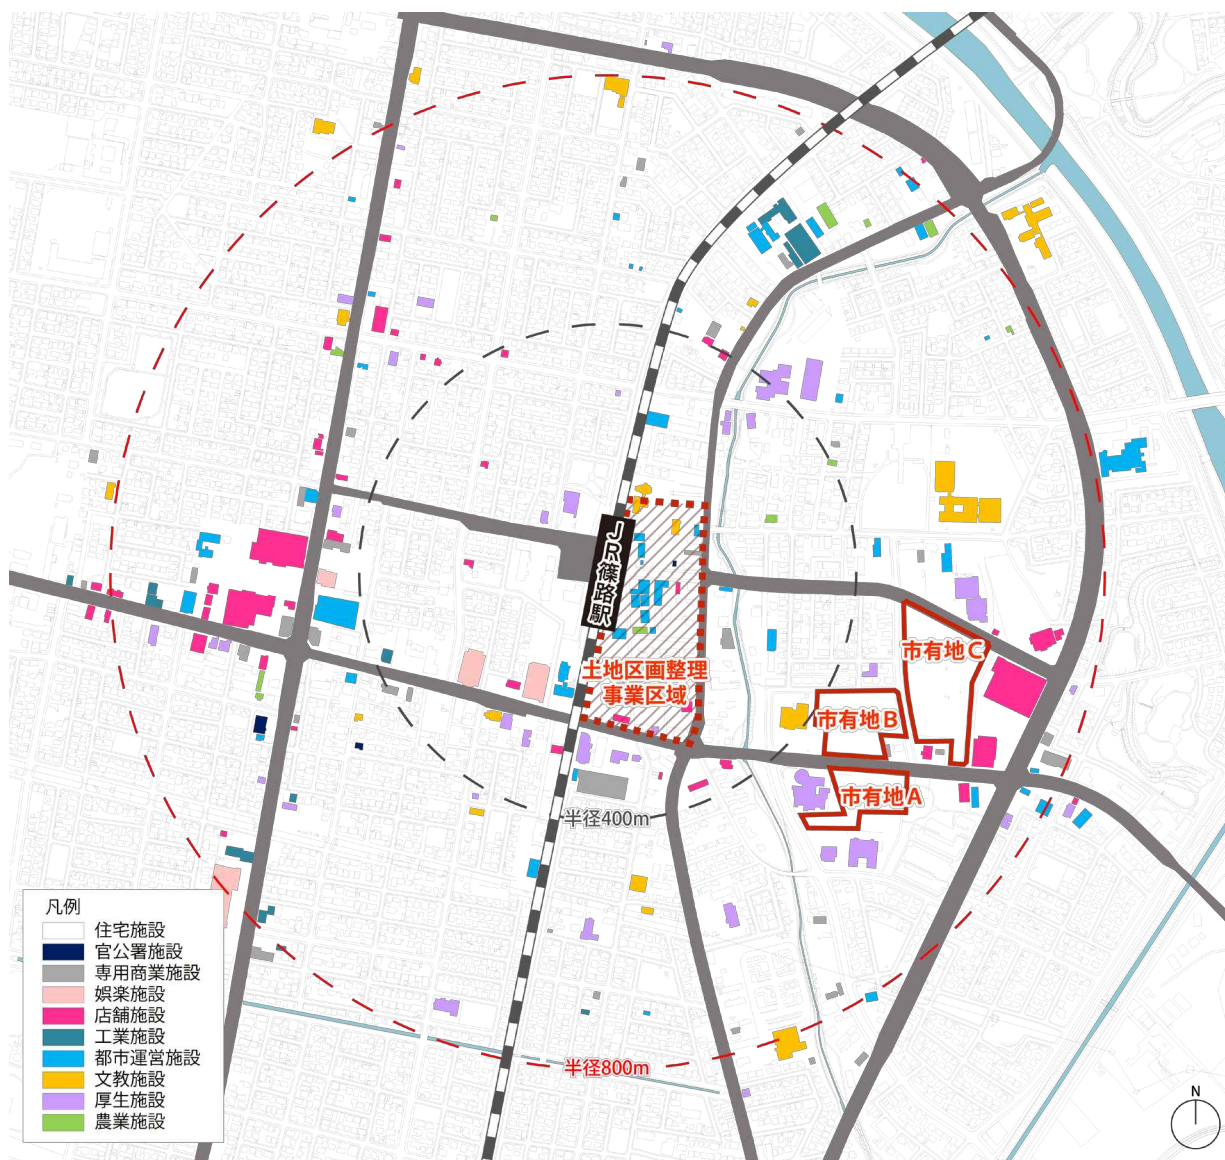 N
JR篠路駅
土地区画整理
事業区域
市有地C
市有地B
市有地A
半径400m
半径800m
凡例
住宅施設
官公署施設
専用商業施設
娯楽施設
店舗施設
工業施設
都市運営施設
文教施設
厚生施設
農業施設